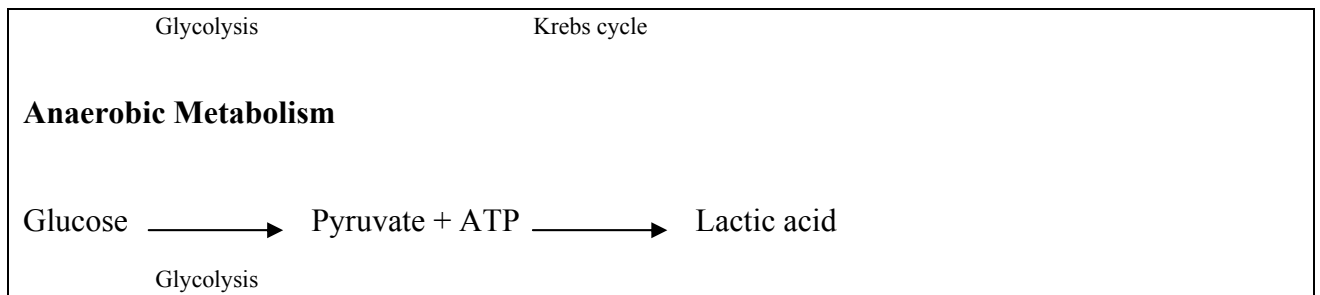 Glycolysis Krebs cycle
Anaerobic Metabolism
Glucose Pyruvate + ATP Lactic acid
Glycolysis